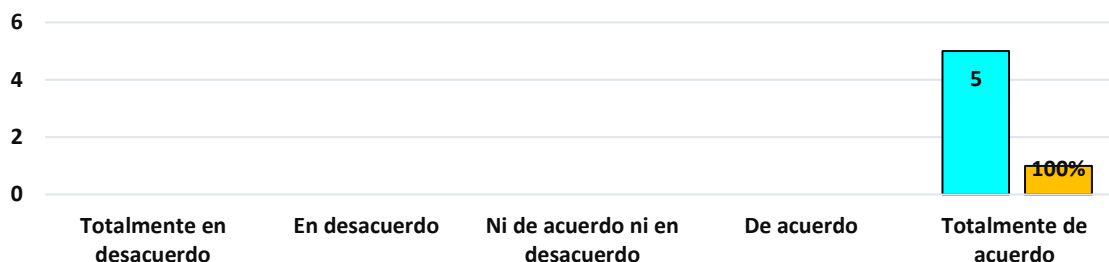 6
4
2
0
5
100%
Totalmente en
desacuerdo
En desacuerdo
Ni de acuerdo ni en
desacuerdo
De acuerdo
Totalmente de
acuerdo